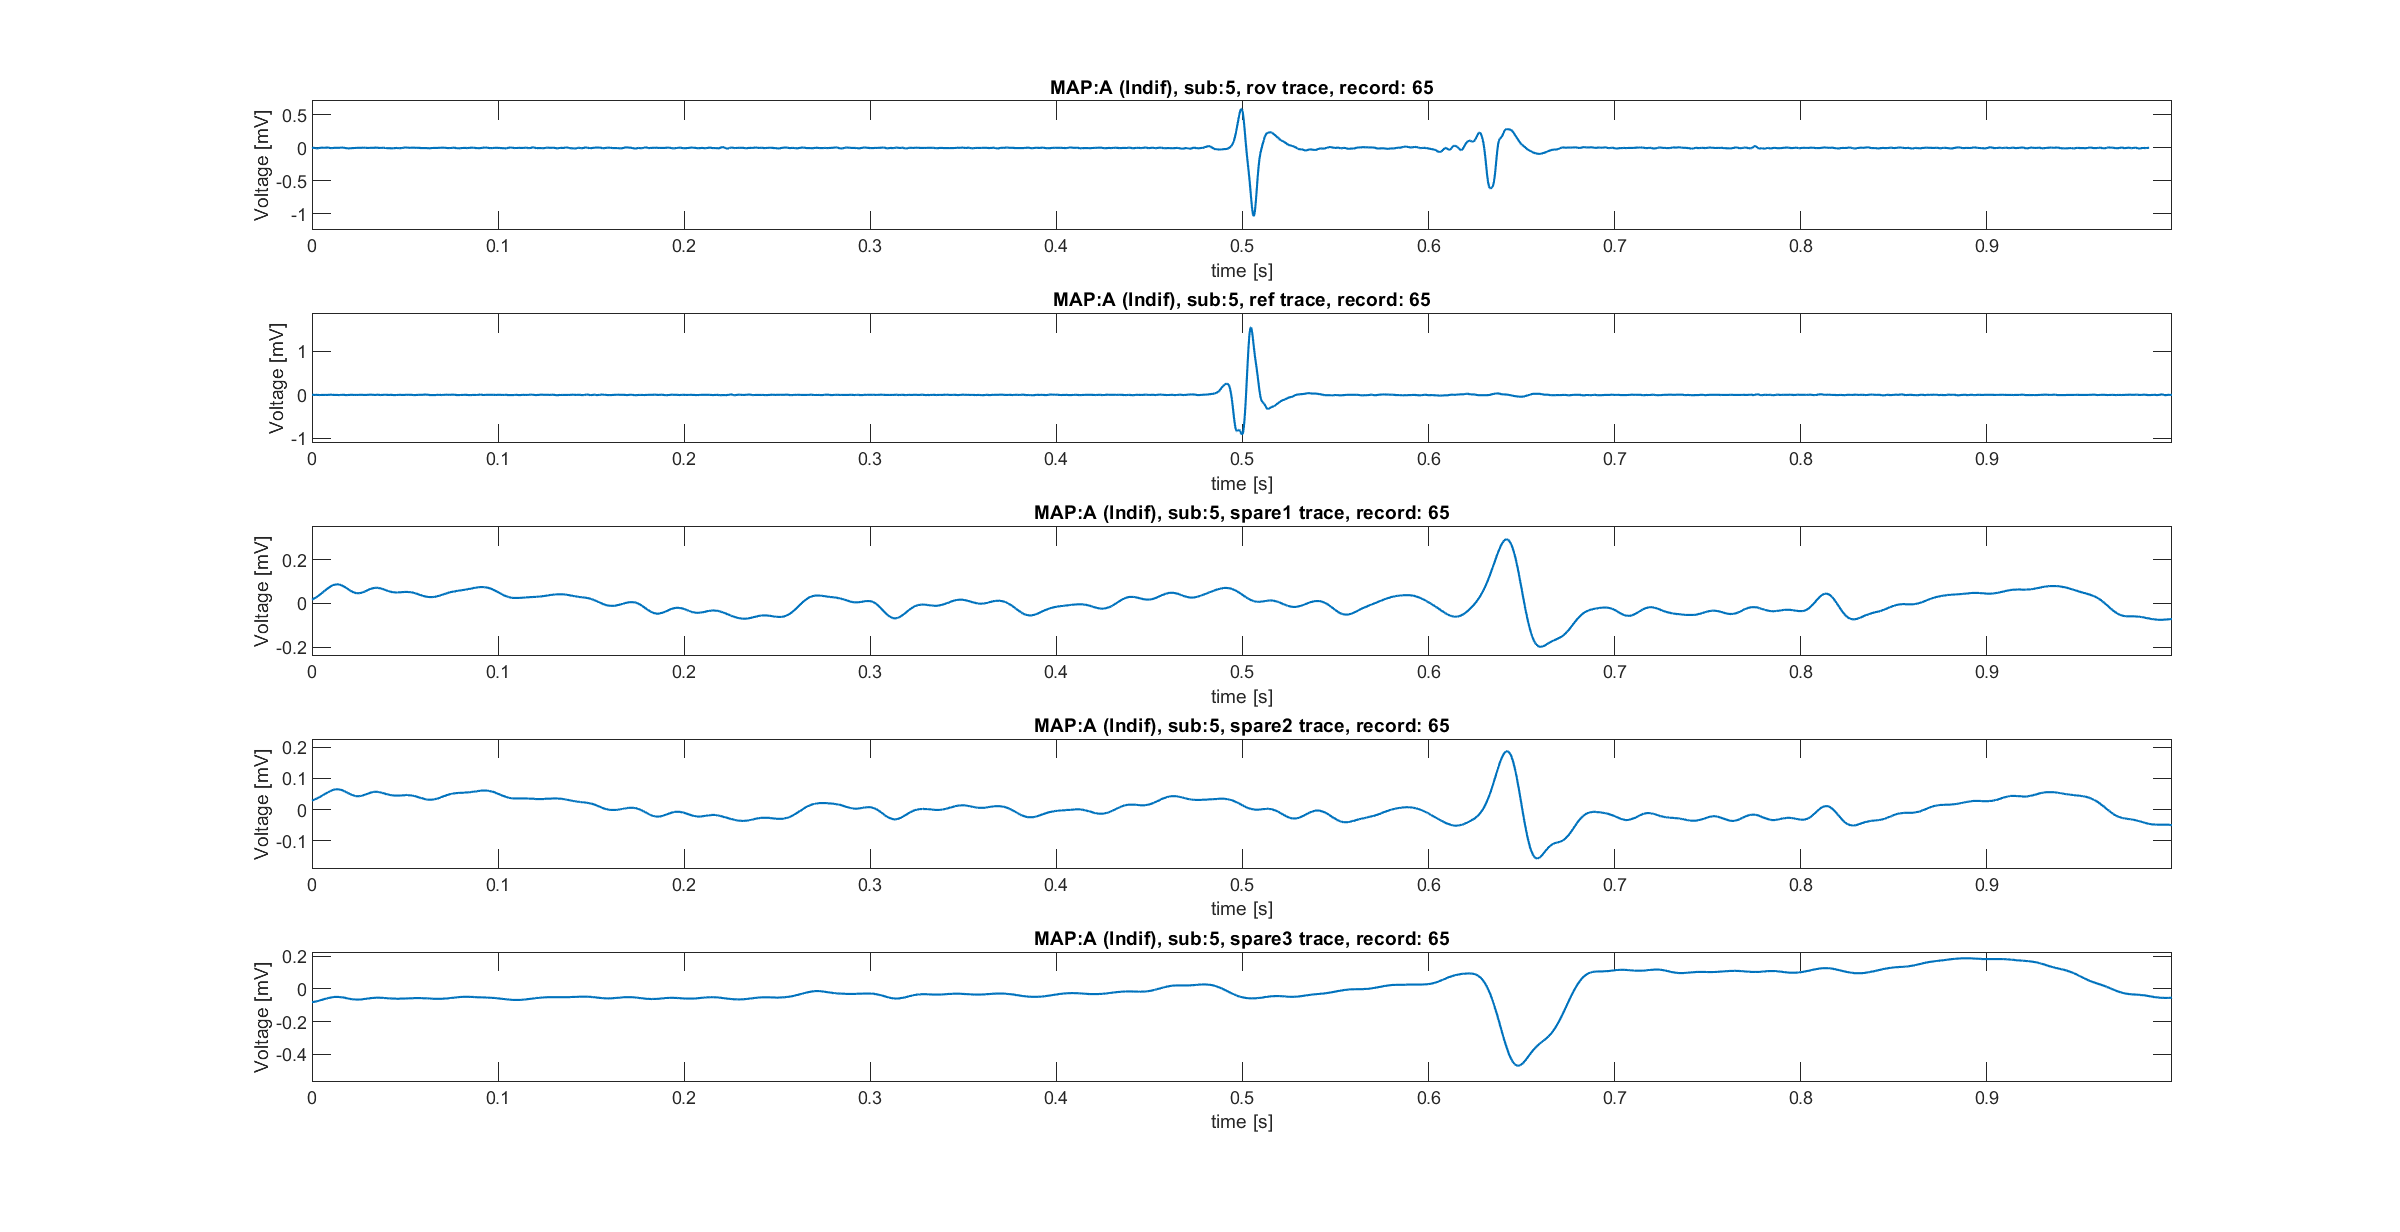 MAP:A (Indif), sub:5, rov trace, record: 65
Voltage [mV]
0.5
0
-0.5
-1
0 0.1 0.2 0.3 0.4 0.5 0.6 0.7 0.8 0.9
time [s]
MAP:A (Indif), sub:5, ref trace, record: 65
Voltage [mV]
1
0
-1
0 0.1 0.2 0.3 0.4 0.5 0.6 0.7 0.8 0.9
time [s]
MAP:A (Indif), sub:5, spare1 trace, record: 65
Voltage [mV]
0.2
0
-0.2
0 0.1 0.2 0.3 0.4 0.5 0.6 0.7 0.8 0.9
time [s]
MAP:A (Indif), sub:5, spare2 trace, record: 65
Voltage [mV]
0.2
0.1
0
-0.1
0 0.1 0.2 0.3 0.4 0.5 0.6 0.7 0.8 0.9
time [s]
MAP:A (Indif), sub:5, spare3 trace, record: 65
Voltage [mV]
0.2
0
-0.2
-0.4
0 0.1 0.2 0.3 0.4 0.5 0.6 0.7 0.8 0.9
time [s]